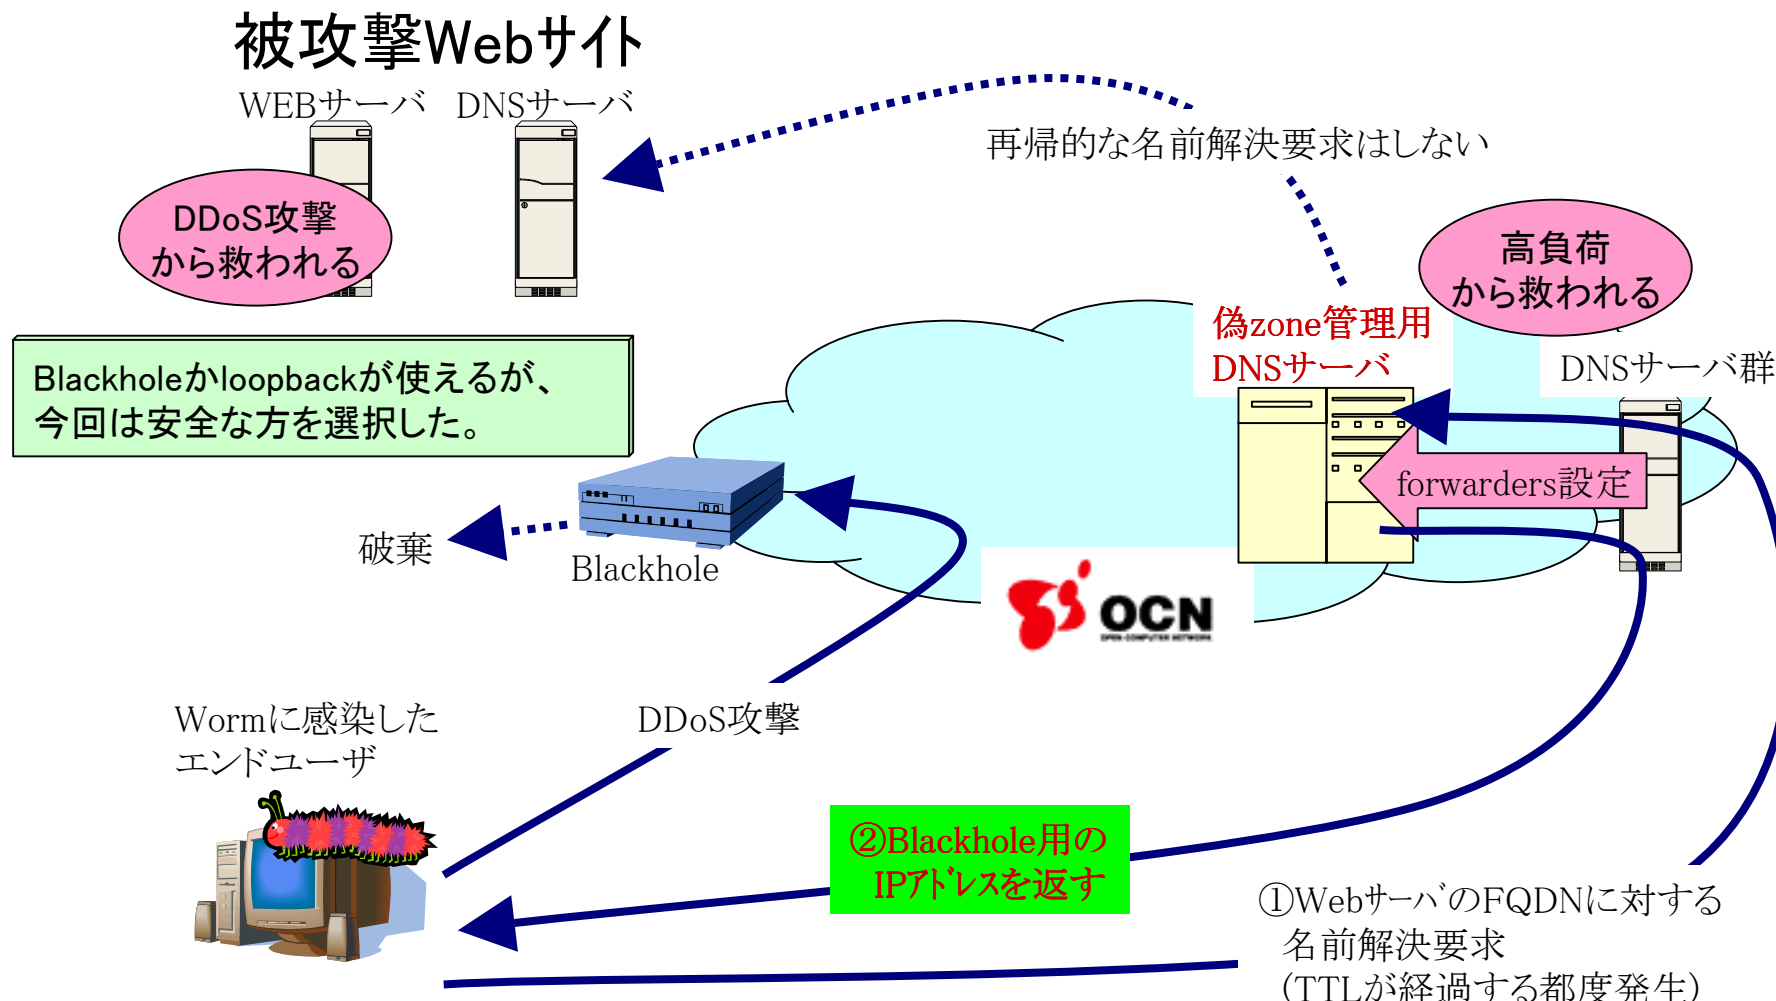 被攻撃Webサイト
WEBサーバ DNSサーバ
再帰的な名前解決要求はしない
DDoS攻撃
から救われる
高負荷
から救われる
偽zone管理用
DNSサーバ
DNSサーバ群
Blackholeかloopbackが使えるが、
今回は安全な方を選択した。
forwarders設定
破棄
Blackhole
OCN
OPEN COMPUTER NETWORK
Wormに感染した
エンドユーザ
DDoS攻撃
②Blackhole用の
IPアドレスを返す
①WebサーバのFQDNに対する
名前解決要求
(TTLが経過する都度発生)